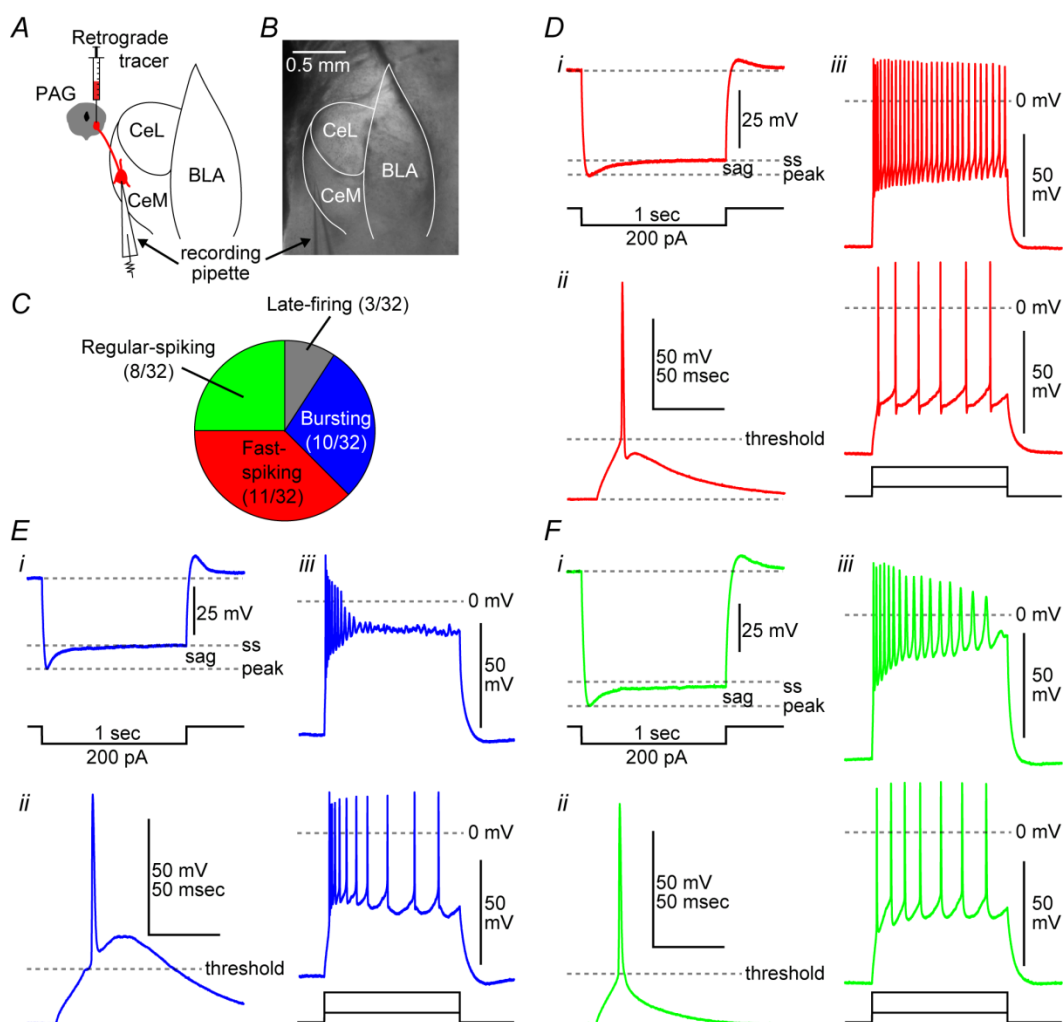 A
Retrograde
tracer
PAG
CeL
BLA
CeM
recording
pipette
B
0.5 mm
CeL
BLA
CeM
C
Late-firing (3/32)
Regular-spiking
(8/32)
Bursting
(10/32)
Fast-
spiking
(11/32)
D
i
25 mV
ss
sag
peak
1 sec
200 pA
ii
50 mV
50 msec
threshold
iii
0 mV
50
mV
0 mV
50
mV
E
i
25 mV
ss
sag
peak
1 sec
200 pA
ii
50 mV
50 msec
threshold
iii
0 mV
50
mV
0 mV
50
mV
F
i
25 mV
ss
sag
peak
1 sec
200 pA
ii
50 mV
50 msec
threshold
iii
0 mV
50
mV
0 mV
50
mV